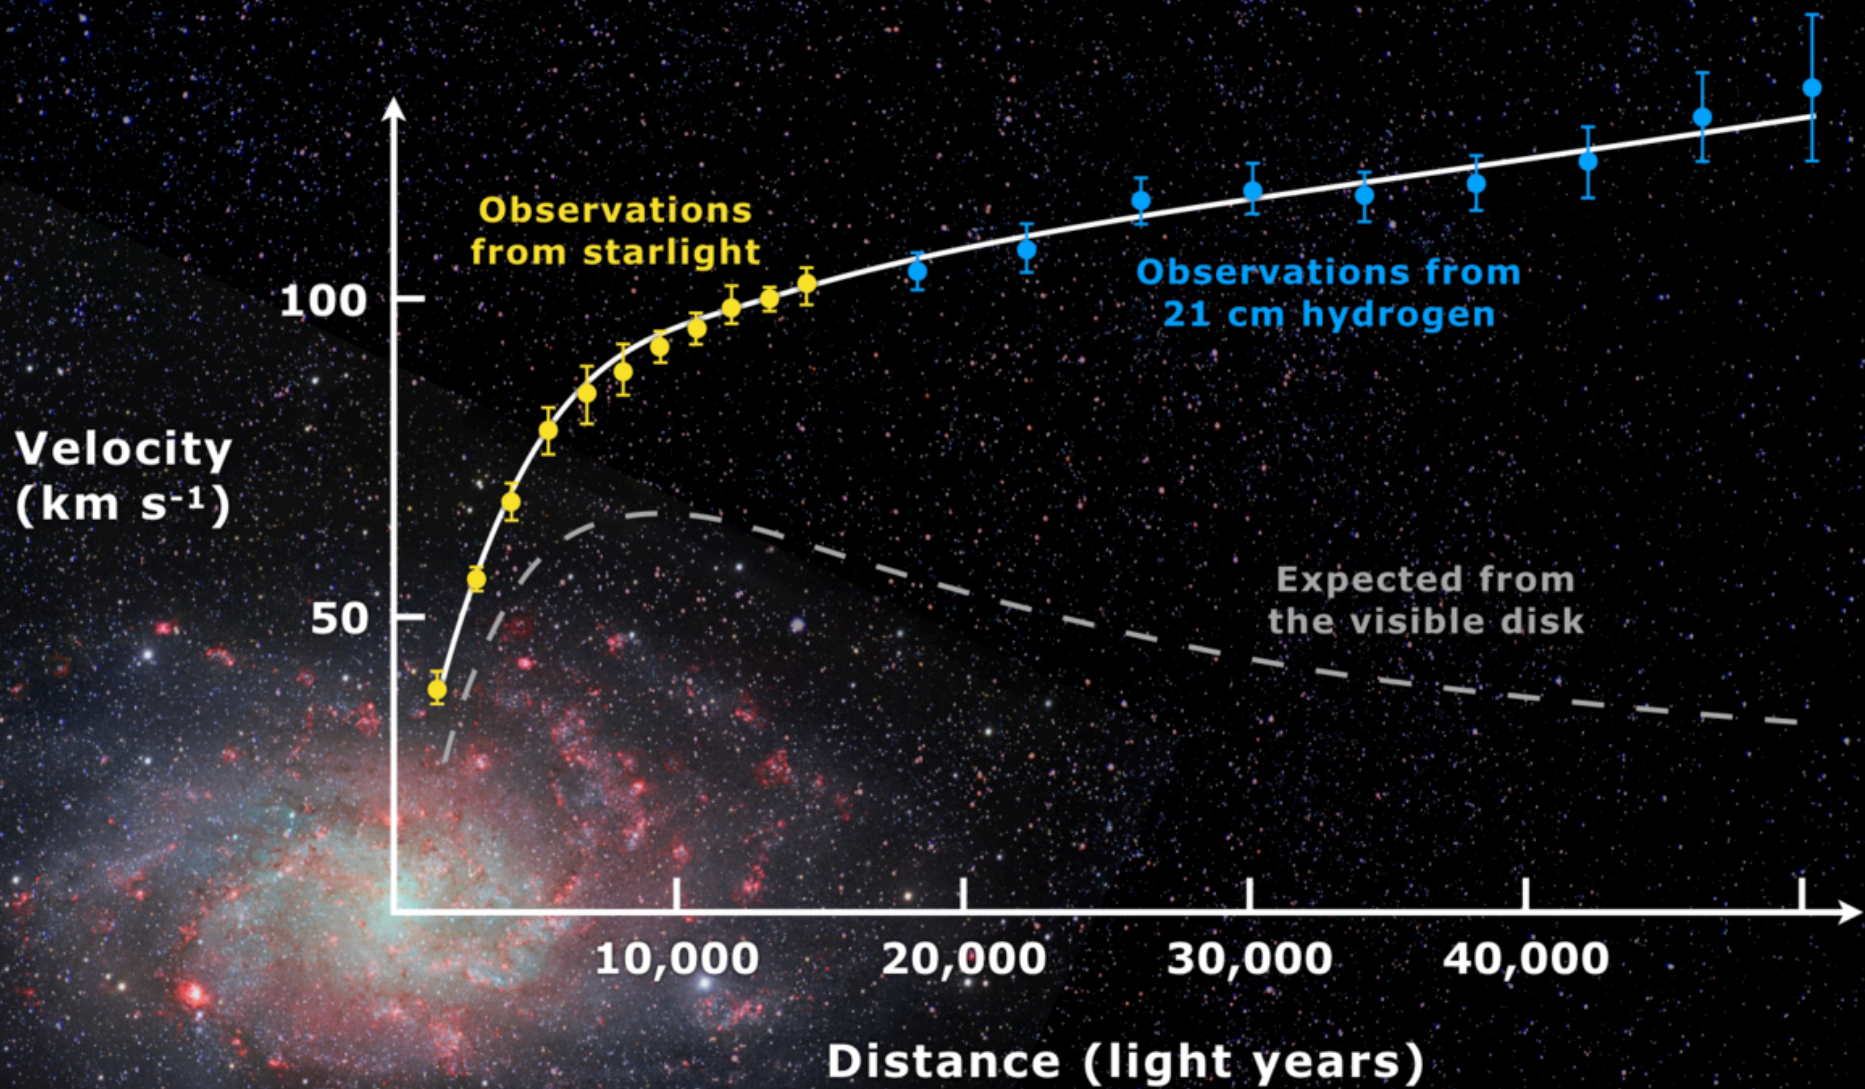 Observations
from starlight
100
Observations from
21 cm hydrogen
Velocity
(km s-1)
Expected from
the visible disk
50
10,000
20,000
30,000
40,000
Distance (light years)